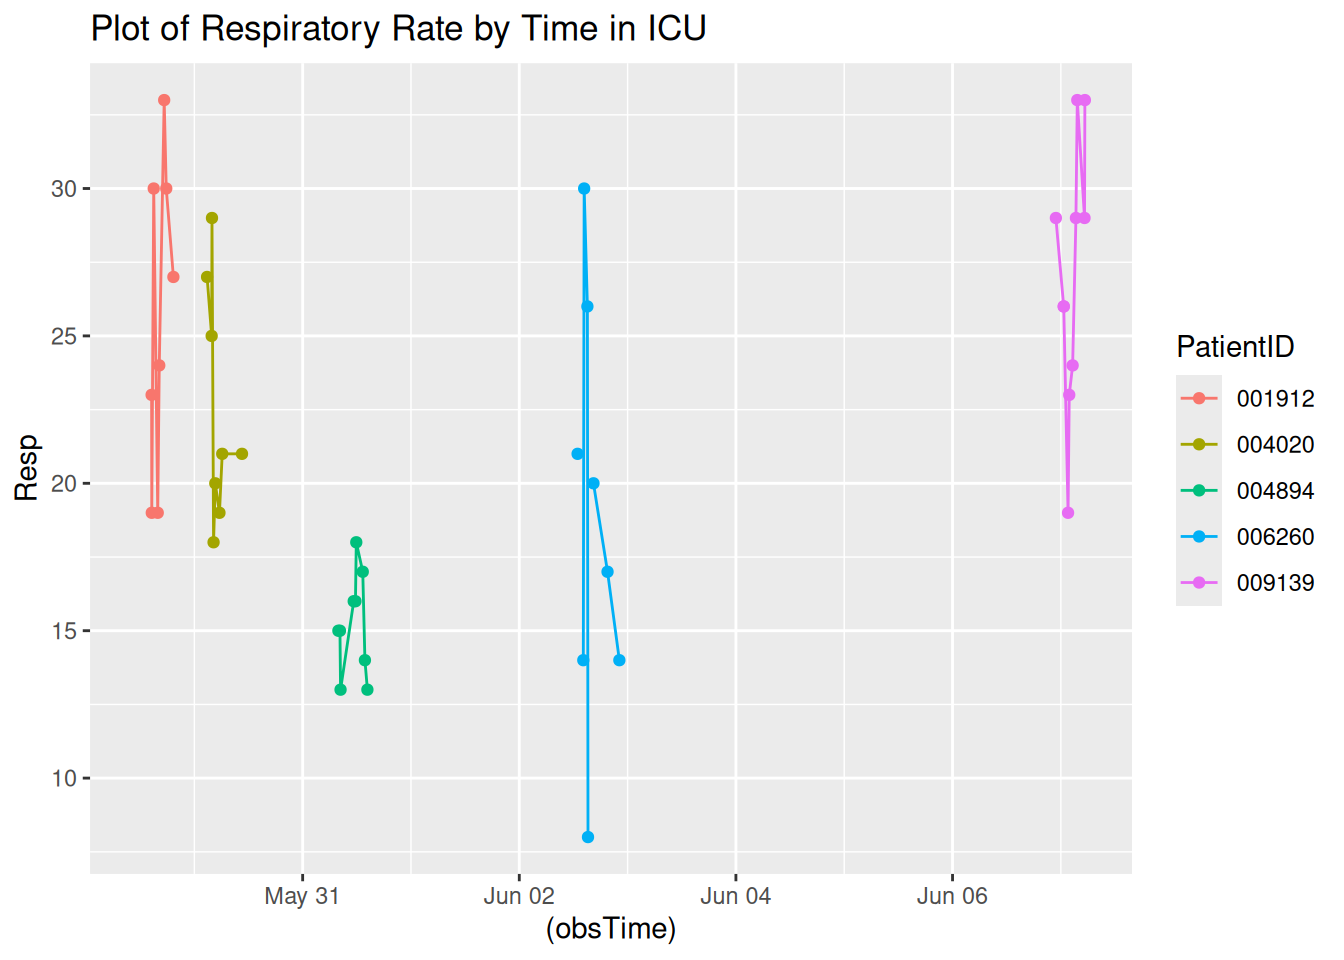 Plot of Respiratory Rate by Time in ICU
30
25
20
15
10
Resp
May 31
Jun 02
Jun 04
Jun 06
(obsTime)
PatientID
001912
004020
004894
006260
009139